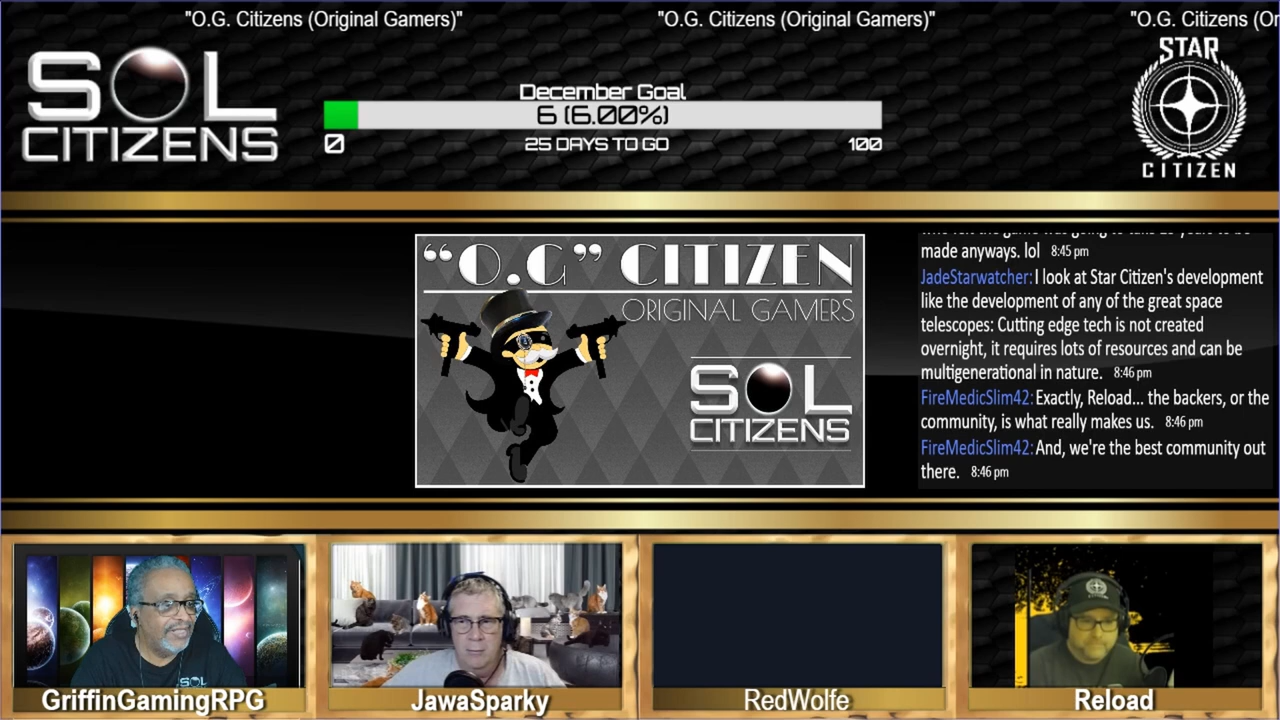 "O.G. Citizens (Original Gamers)" "O.G. Citizens (Original Gamers)" "O.G. Citizens (Or
SOL
CITIZENS
December Goal
6 (6.00%)
0 25 DAYS TO GO 100
STAR
CITIZEN
"O.G" CITIZEN
ORIGINAL GAMERS
SOL
CITIZENS
made anyways. lol 8:45 pm
JadeStarwatcher: I look at Star Citizen's development
like the development of any of the great space
telescopes: Cutting edge tech is not created
overnight, it requires lots of resources and can be
multigenerational in nature. 8:46 pm
FireMedicSlim42: Exactly, Reload... the backers, or the
community, is what really makes us. 8:46 pm
FireMedicSlim42: And, we're the best community out
there. 8:46 pm
SOL
GriffinGamingRPG
JawaSparky
RedWolfe
Reload